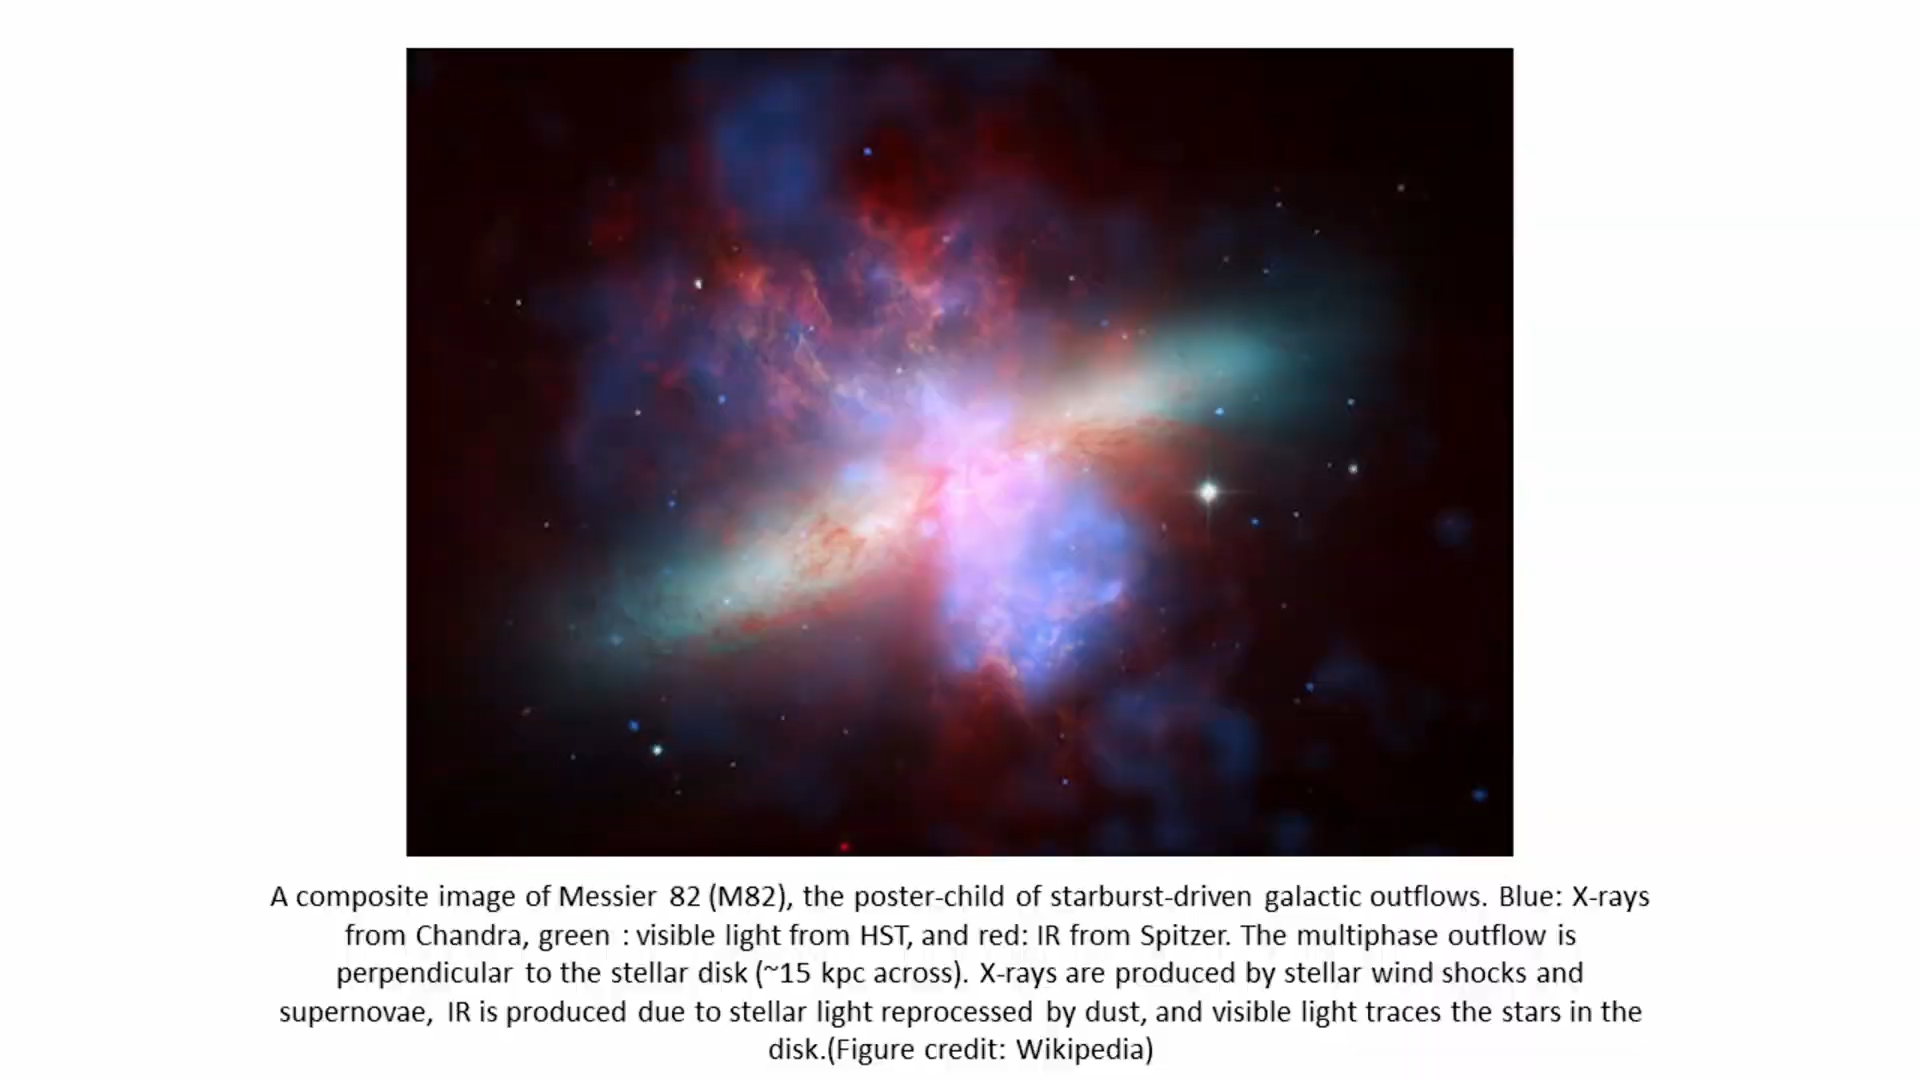 A composite image of Messier 82 (M82), the poster-child of starburst-driven galactic outflows. Blue: X-rays
from Chandra, green : visible light from HST, and red: IR from Spitzer. The multiphase outflow is
perpendicular to the stellar disk (~15 kpc across). X-rays are produced by stellar wind shocks and
supernovae, IR is produced due to stellar light reprocessed by dust, and visible light traces the stars in the
disk.(Figure credit: Wikipedia)